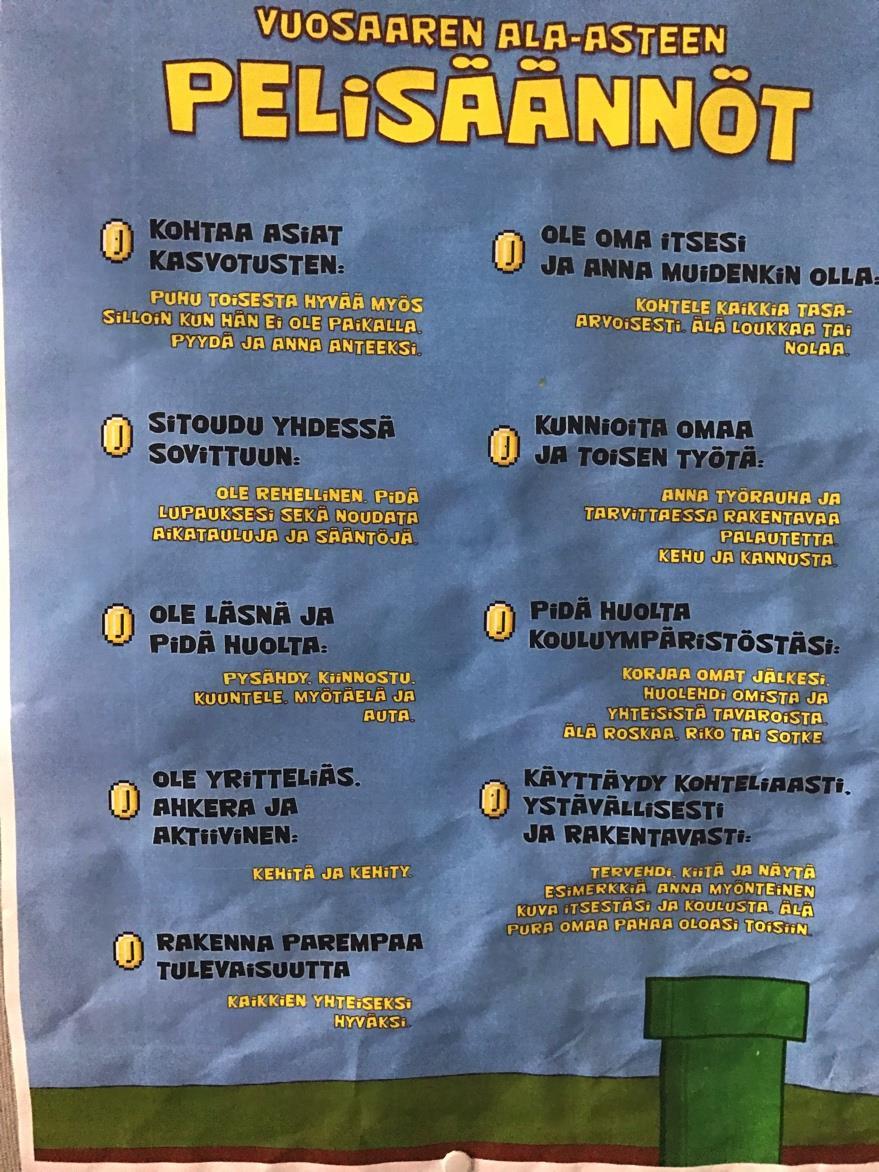 VUOSAAREN ALA-ASTEEN
PELISÄÄNNÖT
KOHTAA ASIAT
KASVOTUSTEN:
PUHU TOISESTA HYVÄÄ MYÖS
SILLOIN KUN HÄN EI OLE PAIKALLA.
PYYDÄ JA ANNA ANTEEKSI.
SITOUDU YHDESSÄ
SOVITTUUN:
OLE REHELLINEN. PIDÄ
LUPAUKSESI SEKÄ NOUDATA
AIKATAULUJA JA SÄÄNTÖJÄ.
OLE LÄSNÄ JA
PIDÄ HUOLTA:
PYSÄHDY, KIINNOSTU,
KUUNTELE, MYÖTÄELÄ JA
AUTA.
OLE YRITTELIÄS,
AHKERA JA
AKTIIVINEN:
KEHITÄ JA KEHITY.
RAKENNA PAREMPAA
TULEVAISUUTTA
KAIKKIEN YHTEISEKSI
HYVÄKSI.
OLE OMA ITSESI
JA ANNA MUIDENKIN OLLA:
KOHTELE KAIKKIA TASA-
ARVOISESTI. ÄLÄ LOUKKAA TAI
NOLAA.
KUNNIOITA OMAA
JA TOISEN TYÖTÄ:
ANNA TYÖRAUHA JA
TARVITTAESSA RAKENTAVAA
PALAUTETTA.
KEHU JA KANNUSTA.
PIDÄ HUOLTA
KOULUYMPÄRISTÖSTÄSI:
KORJAA OMAT JÄLKESI.
HUOLEHDI OMISTA JA
YHTEISISTÄ TAVAROISTA.
ÄLÄ ROSKAA, RIKO TAI SOTKE.
KÄYTTÄYDY KOHTELIAASTI,
YSTÄVÄLLISESTI
JA RAKENTAVASTI:
TERVEHDI, KIITÄ JA NÄYTÄ
ESIMERKKIÄ. ANNA MYÖNTEINEN
KUVA ITSESTÄSI JA KOULUSTA. ÄLÄ
PURA OMAA PAHAA OLOASI TOISIIN.